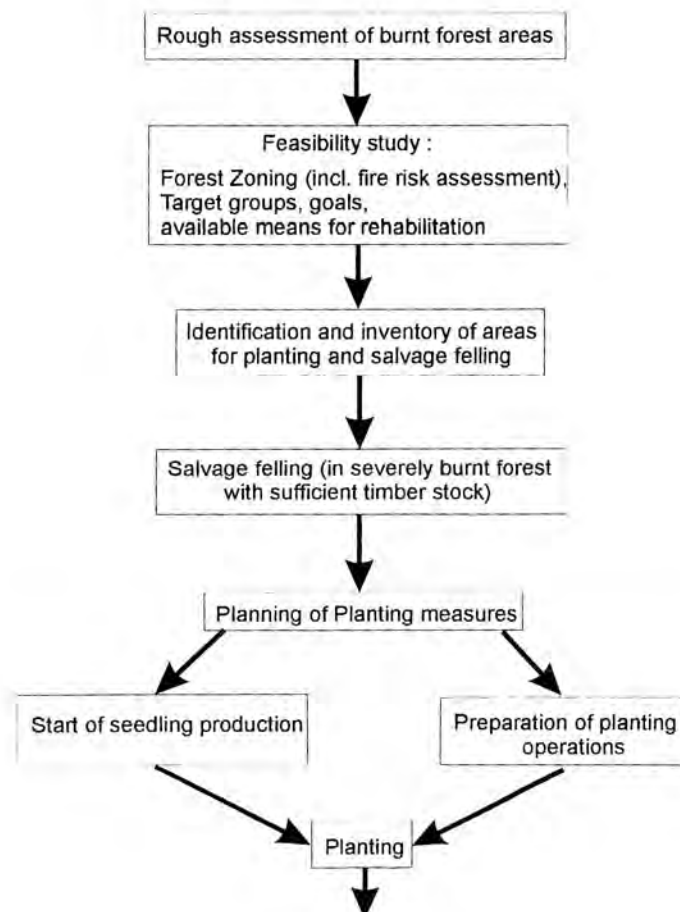 Rough assessment of burnt forest areas
Feasibility study :
Forest Zoning (incl. fire risk assessment),
Target groups, goals,
available means for rehabilitation
Identification and inventory of areas
for planting and salvage felling
Salvage felling (in severely burnt forest
with sufficient timber stock)
Planning of Planting measures
Start of seedling production
Preparation of planting
operations
Planting